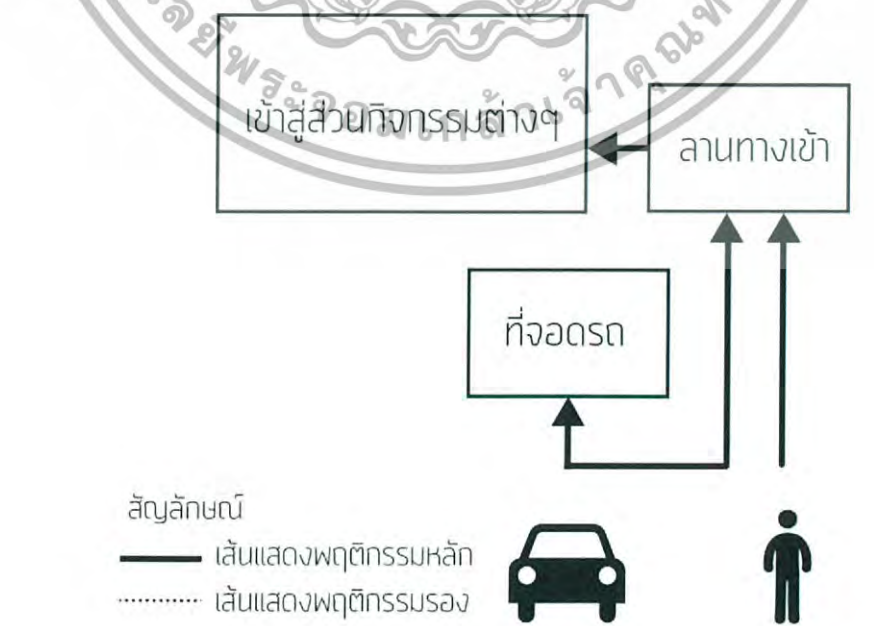 เข้าสู่ส่วนกิจกรรมต่างๆ
ลานทางเข้า
ที่จอดรถ
สัญลักษณ์
เส้นแสดงพฤติกรรมหลัก
เส้นแสดงพฤติกรรมรอง